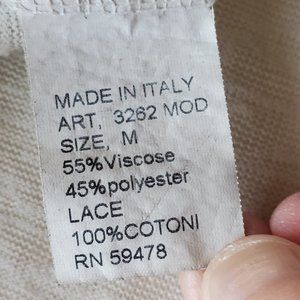 MADE IN ITALY
ART, 3262 MOD
SIZE, M
55%Viscose
45%polyester
LACE
100%COTONI
RN 59478